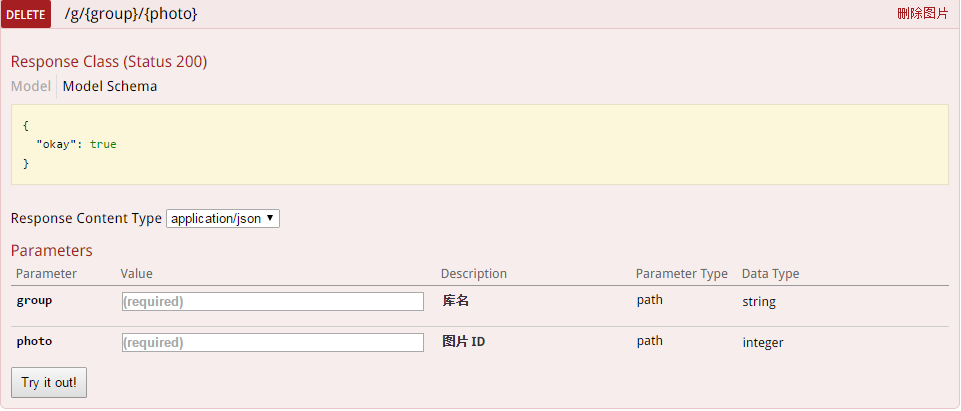 DELETE /g/{group}/{photo} 删除图片
Response Class (Status 200)
Model Model Schema
{
"okay": true
}
Response Content Type application/json
Parameters
Parameter Value Description Parameter Type Data Type
group (required) 库名 path string
photo (required) 图片 ID path integer
Try it out!